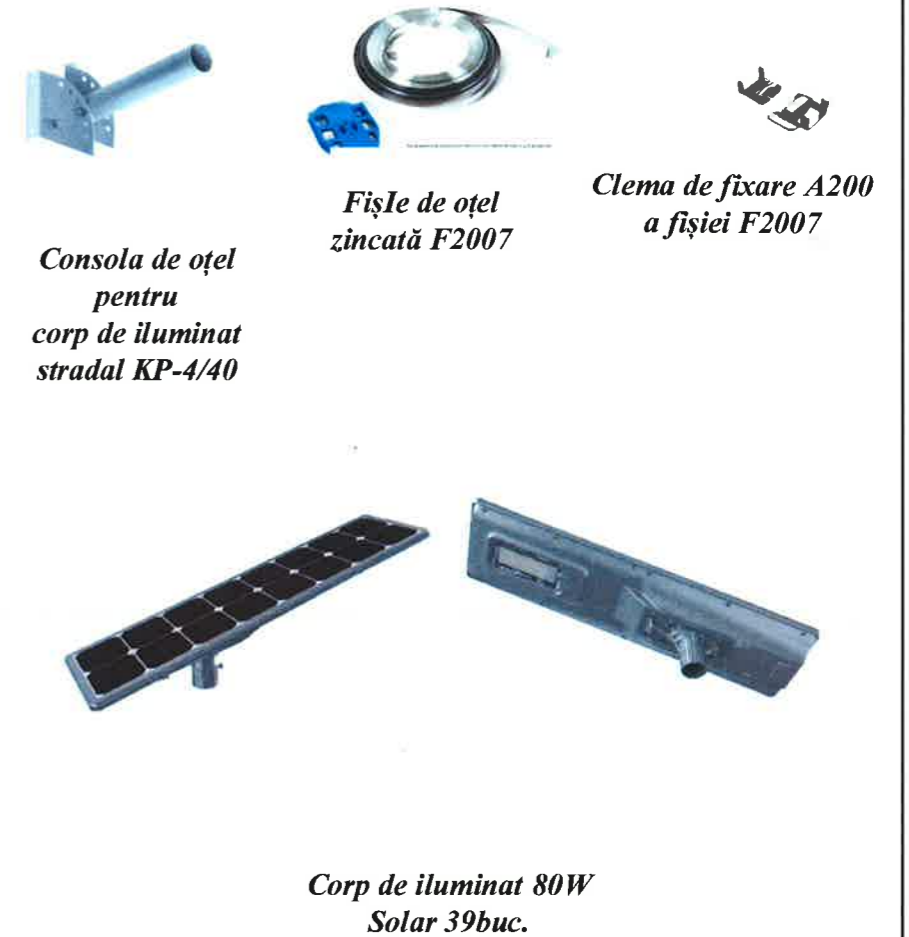 Consola de oțel
pentru
corp de iluminat
stradal KP-4/40
FișIe de oțel
zincată F2007
Clema de fixare A200
a fișiei F2007
Corp de iluminat 80W
Solar 39buc.